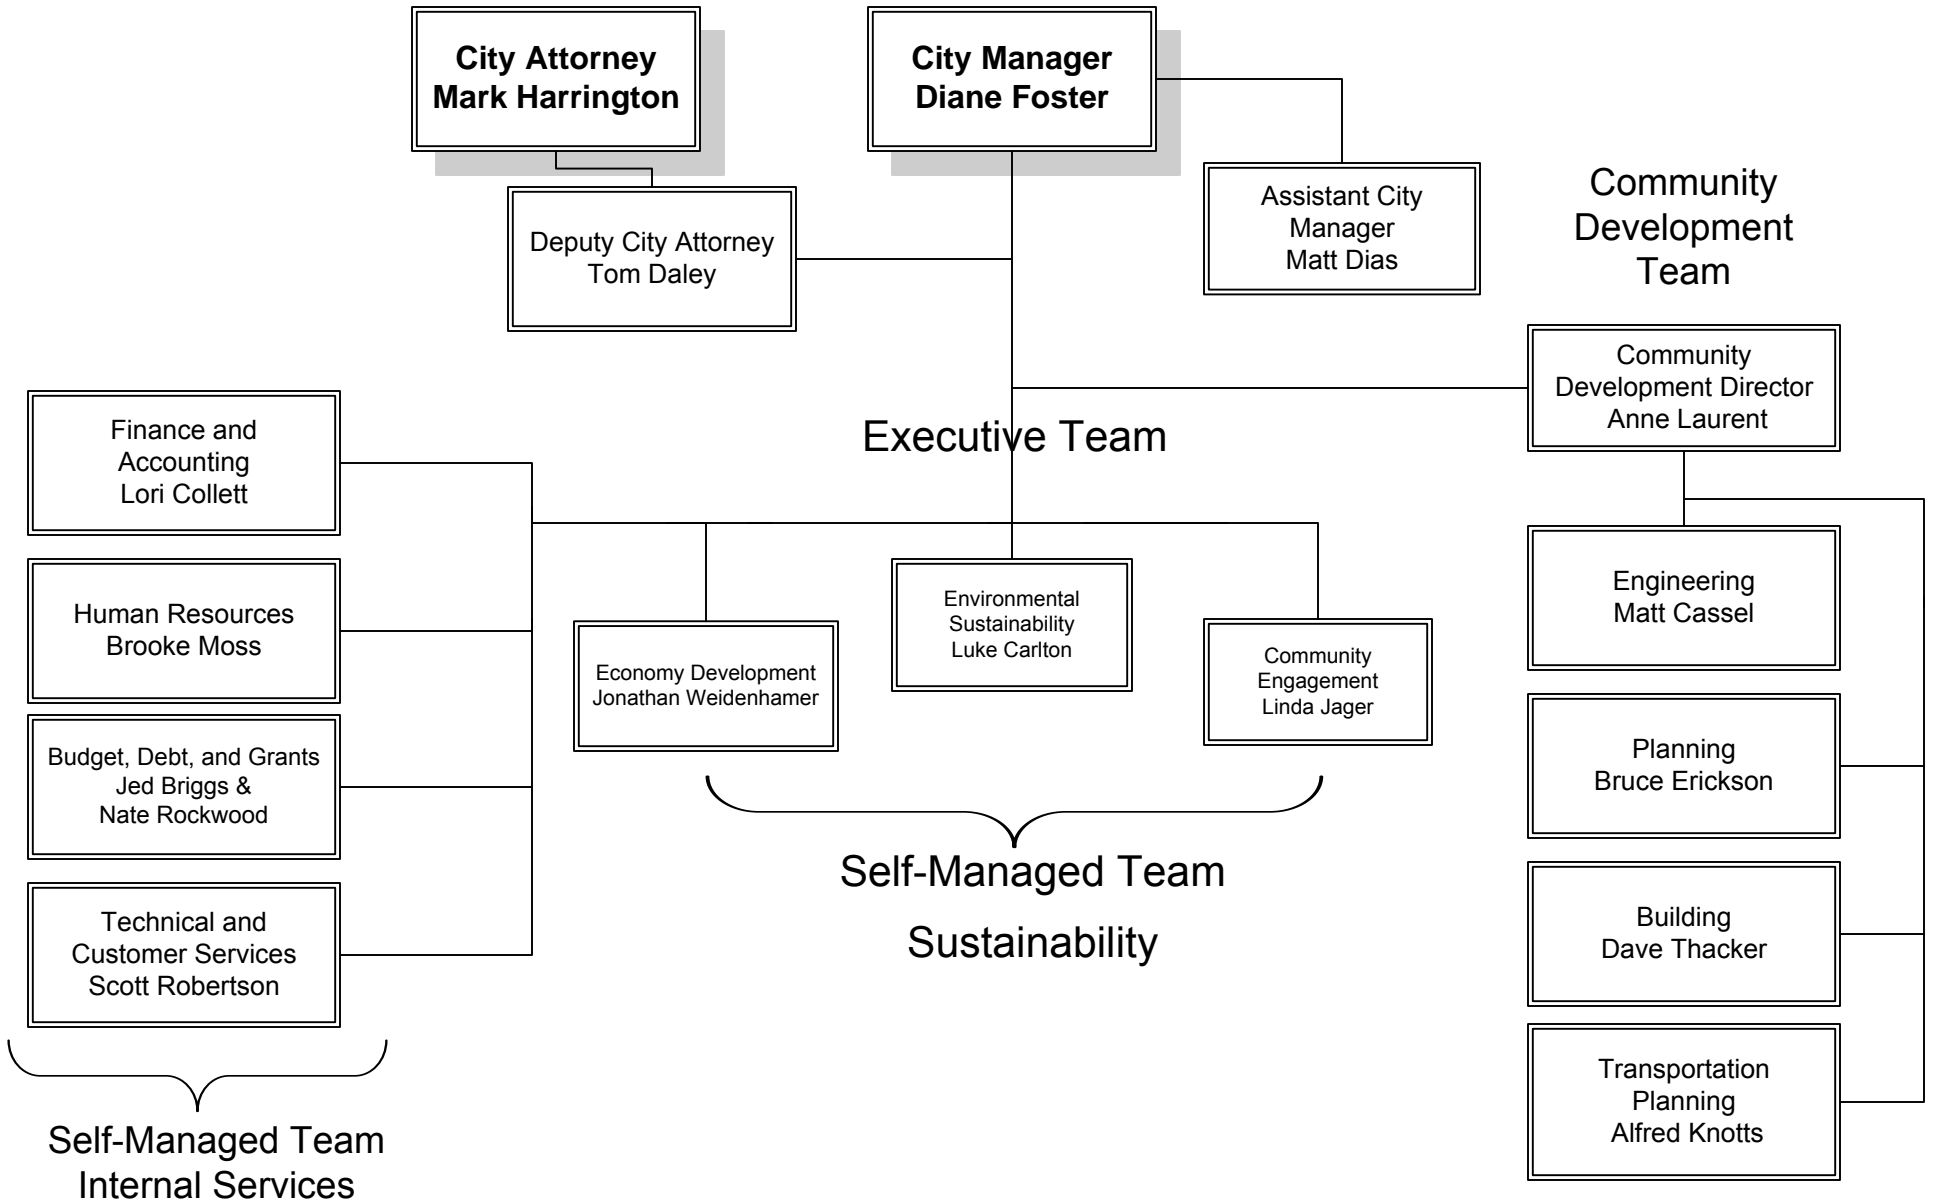 City Attorney
Mark Harrington
City Manager
Diane Foster
Deputy City Attorney
Tom Daley
Assistant City
Manager
Matt Dias
Community
Development
Team
Community
Development Director
Anne Laurent
Executive Team
Finance and
Accounting
Lori Collett
Human Resources
Brooke Moss
Budget, Debt, and Grants
Jed Briggs &
Nate Rockwood
Technical and
Customer Services
Scott Robertson
Self-Managed Team
Internal Services
Economy Development
Jonathan Weidenhamer
Environmental
Sustainability
Luke Carlton
Community
Engagement
Linda Jager
Self-Managed Team
Sustainability
Engineering
Matt Cassel
Planning
Bruce Erickson
Building
Dave Thacker
Transportation
Planning
Alfred Knotts